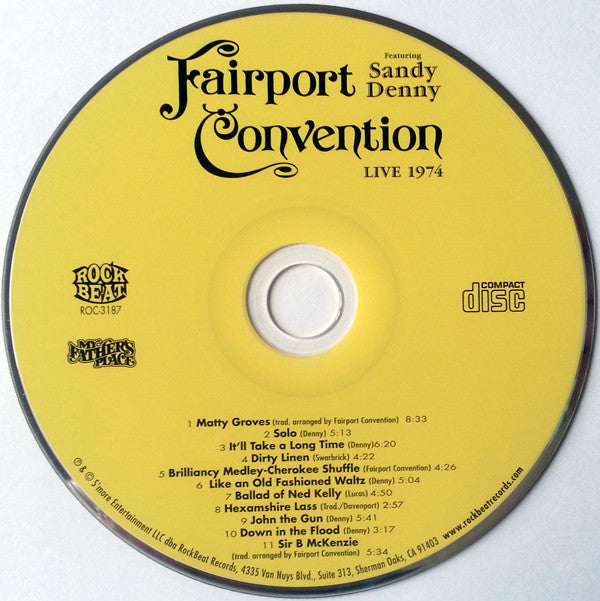 Featuring
Fairport Sandy
Denny
Convention
LIVE 1974
ROCK
BEAT
ROC-3187
COMPACT
disc
MY
FATHER'S
PLACE
1 Matty Groves (trad. arranged by Fairport Convention) 8:33
2 Solo (Denny) 5:13
3 It'll Take a Long Time (Denny)6:20
4 Dirty Linen (Swarbrick) 4:22
5 Brilliancy Medley-Cherokee Shuffle (Fairport Convention) 4:26
6 Like an Old Fashioned Waltz (Denny) 5:04
7 Ballad of Ned Kelly (Lucas) 4:50
8 Hexamshire Lass (Trad./Davenport) 2:57
9 John the Gun (Denny) 5:41
10 Down in the Flood (Denny) 3:17
11 Sir B McKenzie
(trad. arranged by Fairport Convention) 5:34
℗ & © S'more Entertainment LLC dba RockBeat Records, 4335 Van Nuys Blvd., Suite 313, Sherman Oaks, CA 91403 www.rockbeatrecords.com